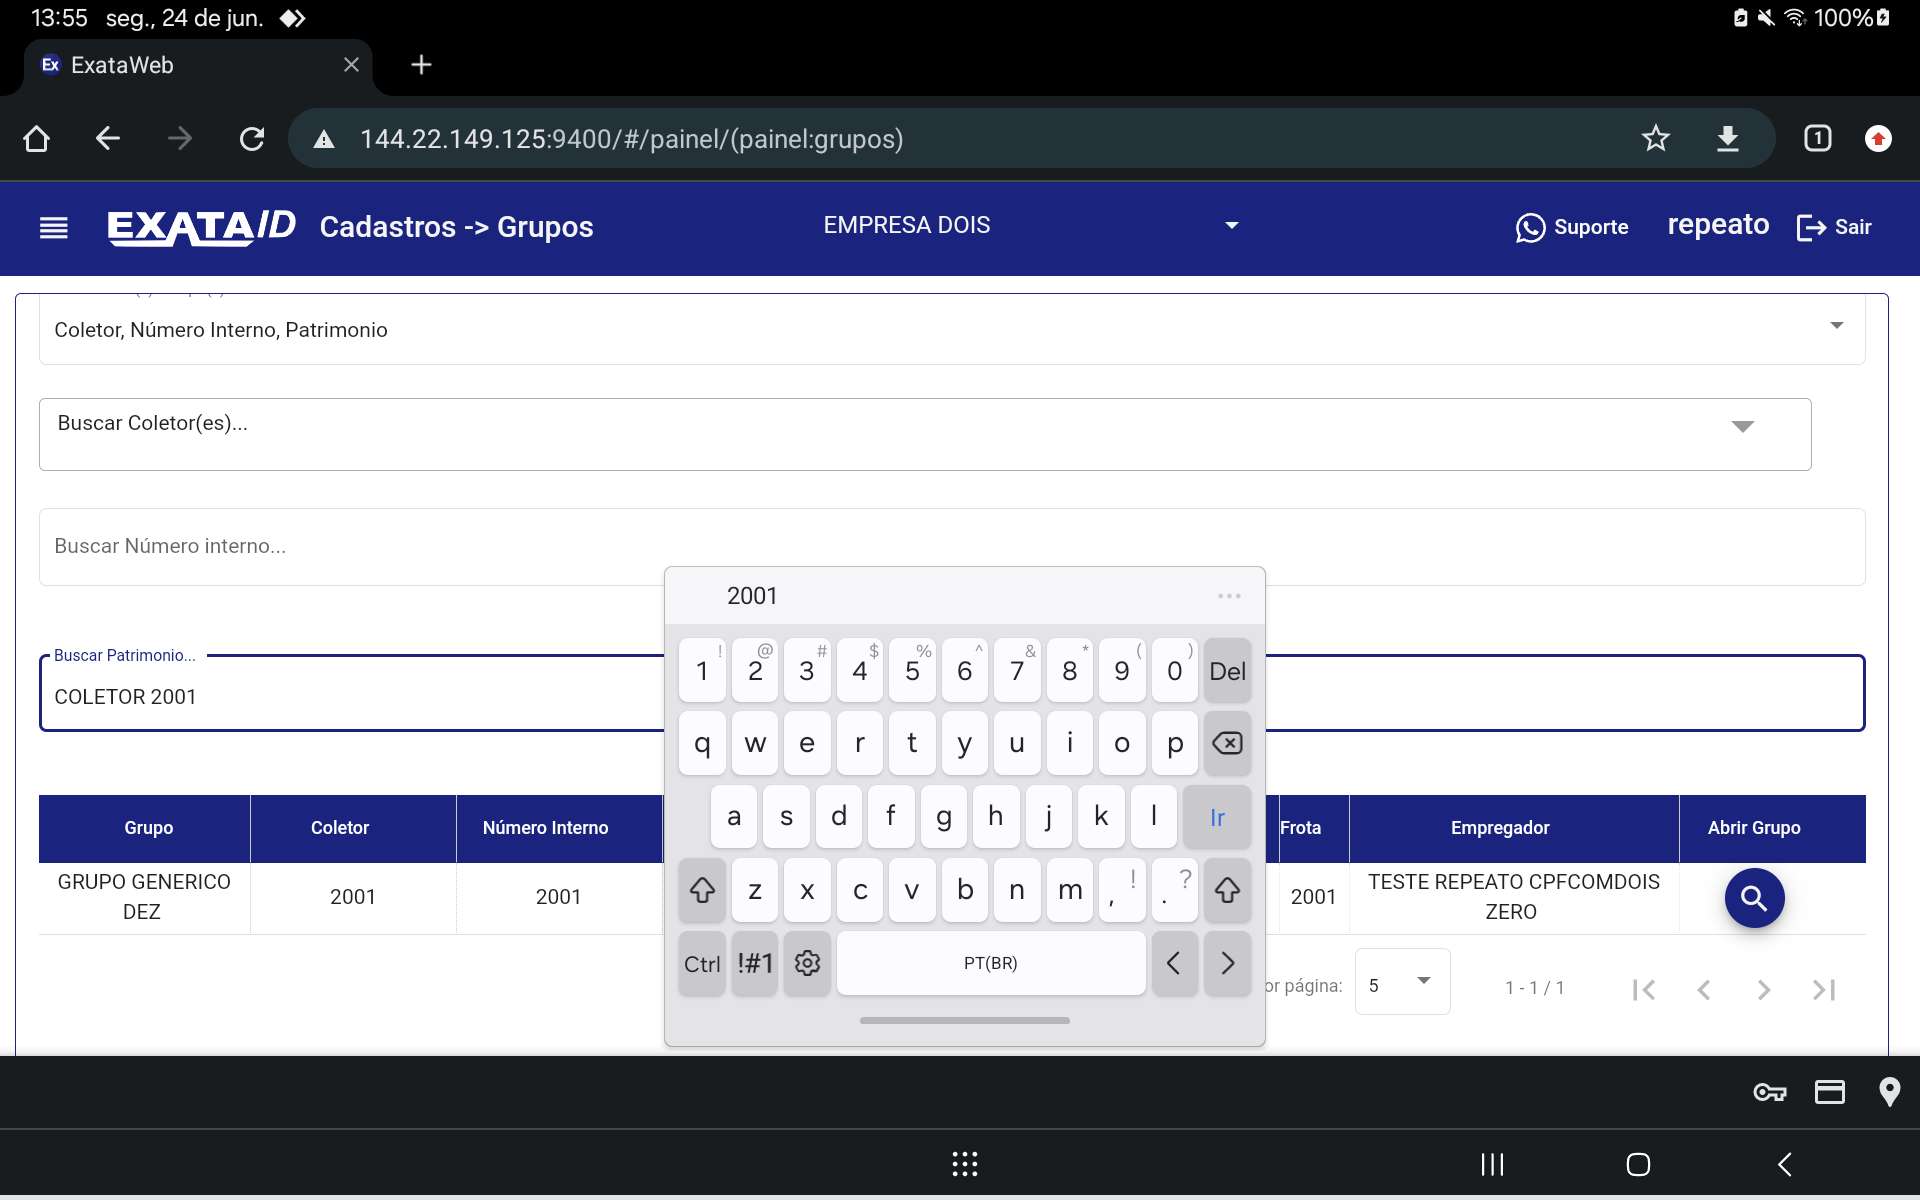 13:55 seg., 24 de jun. 100%
Ex ExataWeb
144.22.149.125:9400/#/painel/(painel:grupos)
1
EXATAID Cadastros -> Grupos EMPRESA DOIS Suporte repeato Sair
Coletor, Número Interno, Patrimonio
Buscar Coletor(es)...
Buscar Número interno...
Buscar Patrimonio...
COLETOR 2001
2001
1 ! 2 @ 3 # 4 $ 5 % 6 ^ 7 & 8 * 9 ( 0 ) Del
q w e r t y u i o p
a s d f g h j k l Ir
z x c v b n m , ! . ?
Ctrl !#1 PT(BR)
Grupo Coletor Número Interno Frota Empregador Abrir Grupo
GRUPO GENERICO DEZ 2001 2001 2001 TESTE REPEATO CPFCOMDOIS ZERO
or página: 5 1 - 1 / 1